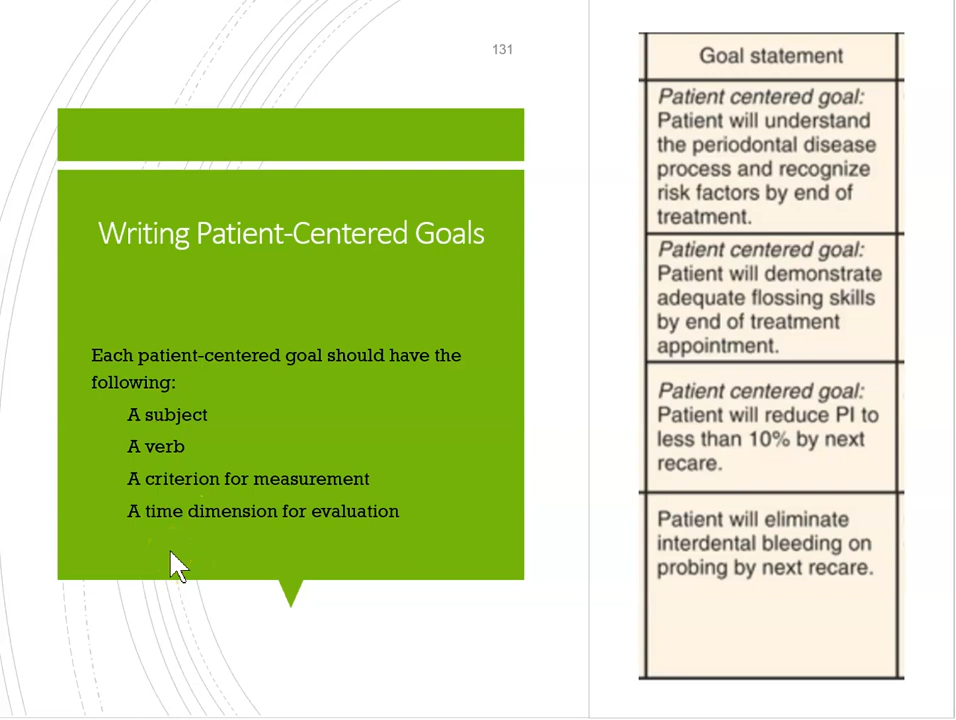 131
Writing Patient-Centered Goals
Each patient-centered goal should have the
following:
A subject
A verb
A criterion for measurement
A time dimension for evaluation
Goal statement
Patient centered goal:
Patient will understand
the periodontal disease
process and recognize
risk factors by end of
treatment.
Patient centered goal:
Patient will demonstrate
adequate flossing skills
by end of treatment
appointment.
Patient centered goal:
Patient will reduce PI to
less than 10% by next
recare.
Patient will eliminate
interdental bleeding on
probing by next recare.